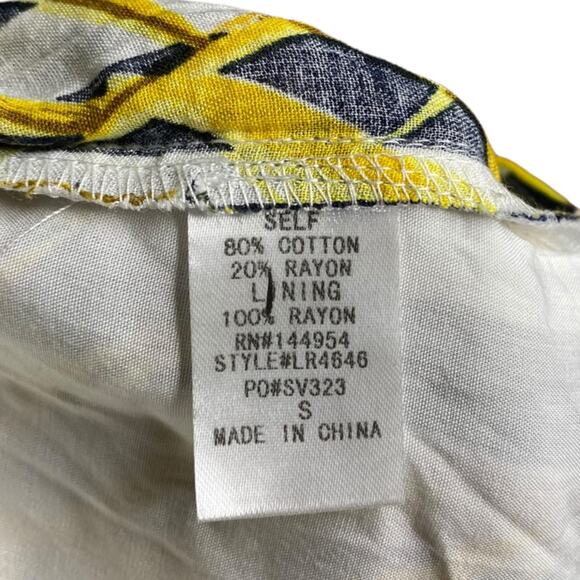 SELF
80% COTTON
20% RAYON
LINING
100% RAYON
RN#144954
STYLE#LR4646
PO#SV323
S
MADE IN CHINA